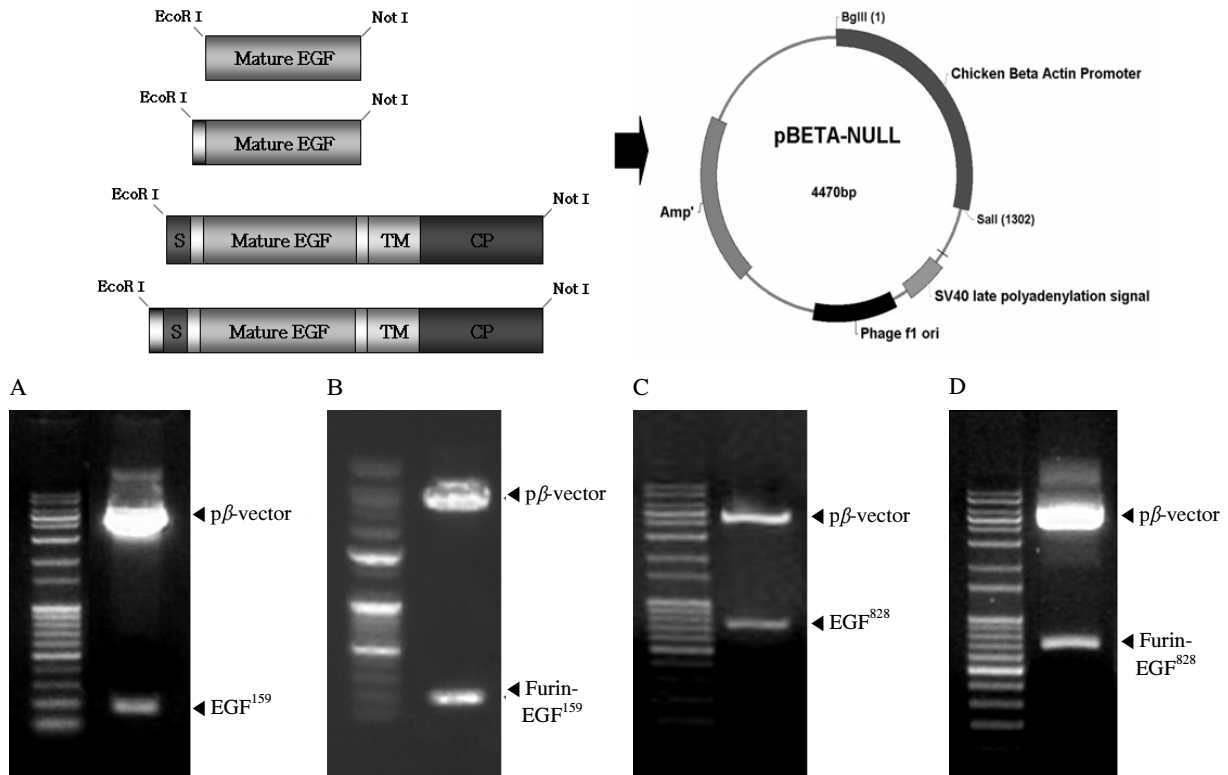 EcoR I
Not I
Mature EGF
EcoR I
Not I
Mature EGF
EcoR I
Not I
S
Mature EGF
TM
CP
EcoR I
Not I
S
Mature EGF
TM
CP
BglII (1)
Chicken Beta Actin Promoter
pBETA-NULL
4470bp
Amp'
SalI (1302)
SV40 late polyadenylation signal
Phage f1 ori
A
pβ-vector
EGF¹⁵⁹
B
pβ-vector
Furin-
EGF¹⁵⁹
C
pβ-vector
EGF⁸²⁸
D
pβ-vector
Furin-
EGF⁸²⁸